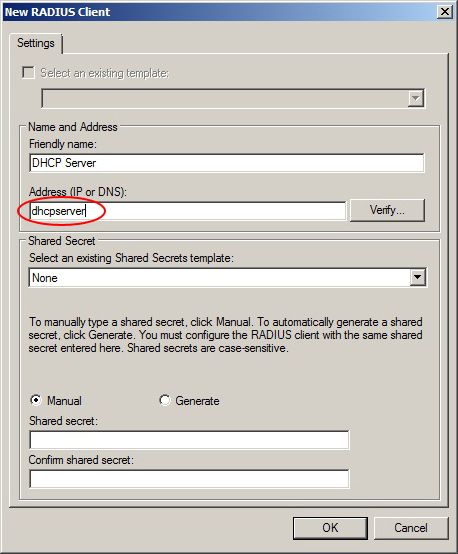 New RADIUS Client
Settings
Select an existing template:
Name and Address
Friendly name:
DHCP Server
Address (IP or DNS):
dhcpserver
Verify...
Shared Secret
Select an existing Shared Secrets template:
None
To manually type a shared secret, click Manual. To automatically generate a shared
secret, click Generate. You must configure the RADIUS client with the same shared
secret entered here. Shared secrets are case-sensitive.
Manual
Generate
Shared secret:
Confirm shared secret:
OK
Cancel